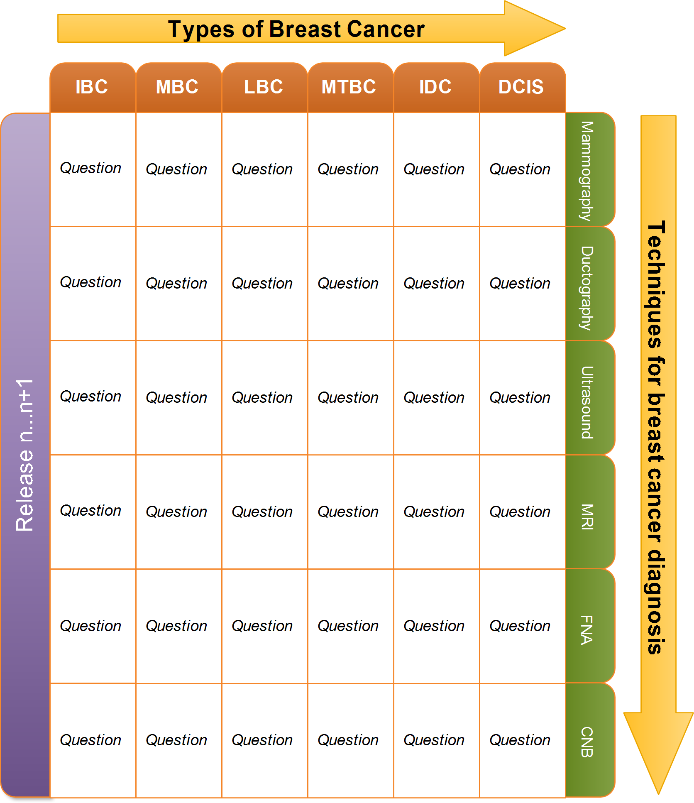 Types of Breast Cancer
IBC MBC LBC MTBC IDC DCIS
Question Question Question Question Question Question Mammography
Question Question Question Question Question Question Ductography
Question Question Question Question Question Question Ultrasound
Question Question Question Question Question Question MRI
Question Question Question Question Question Question FNA
Question Question Question Question Question Question CNB
Release n...n+1
Techniques for breast cancer diagnosis